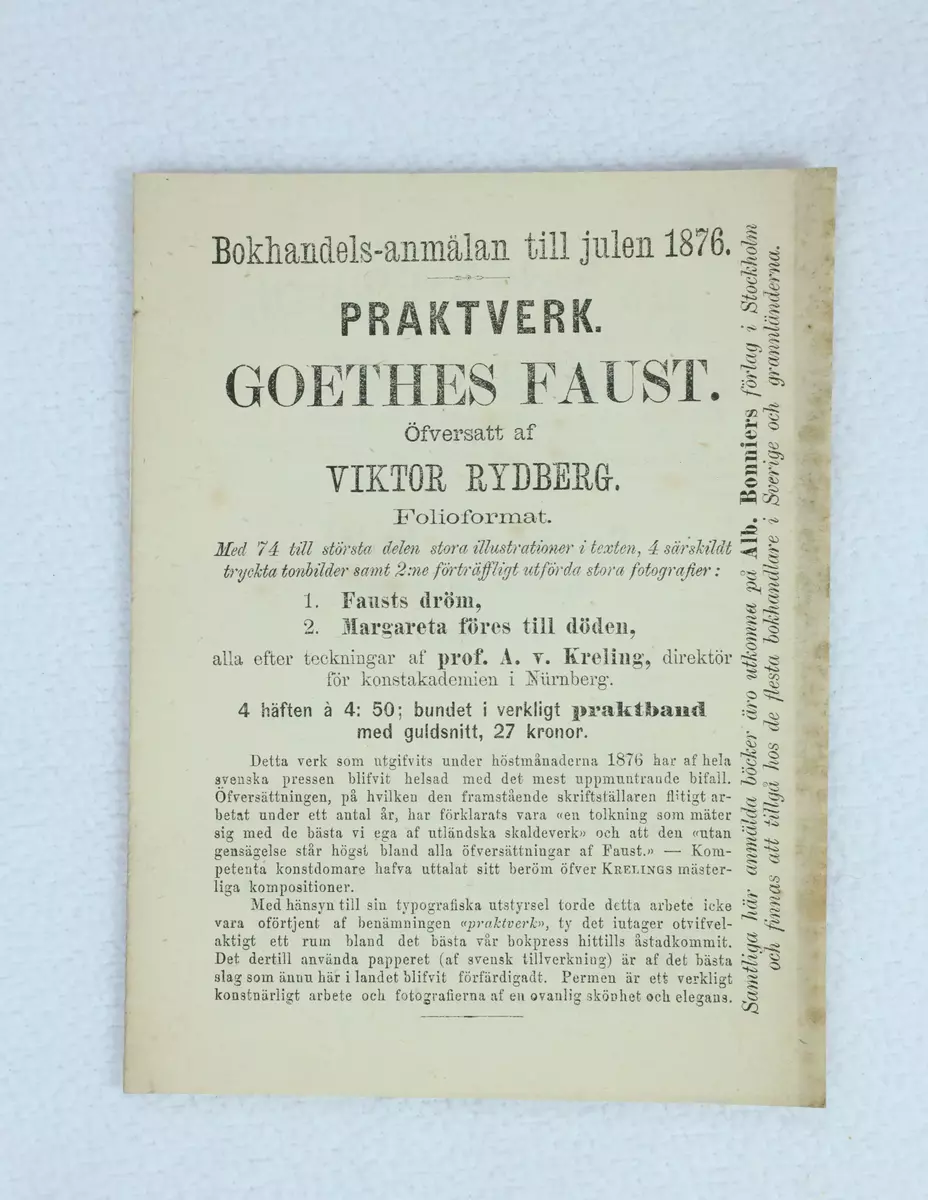 Bokhandels-anmälan till julen 1876.
PRAKTVERK.
GOETHES FAUST.
Öfversatt af
VIKTOR RYDBERG.
Folioformat.
Med 74 till största delen stora illustrationer i texten, 4 särskildt
tryckta tonbilder samt 2:ne förträffligt utförda stora fotografier:
1. Fausts dröm,
2. Margareta föres till döden,
alla efter teckningar af prof. A. v. Kreling, direktör
för konstakademien i Nürnberg.
4 häften à 4: 50; bundet i verkligt praktband
med guldsnitt, 27 kronor.
Detta verk som utgifvits under höstmånaderna 1876 har af hela
svenska pressen blifvit helsad med det mest uppmuntrande bifall.
Öfversättningen, på hvilken den framstående skriftställaren flitigt ar-
betat under ett antal år, har förklarats vara «en tolkning som mäter
sig med de bästa vi ega af utländska skaldeverk» och att den «utan
gensägelse står högst bland alla öfversättningar af Faust.» — Kom-
petenta konstdomare hafva uttalat sitt beröm öfver KRELINGS mäster-
liga kompositioner.
Med hänsyn till sin typografiska utstyrsel torde detta arbete icke
vara oförtjent af benämningen «praktverk», ty det intager otvifvel-
aktigt ett rum bland det bästa vår bokpress hittills åstadkommit.
Det dertill använda papperet (af svensk tillverkning) är af det bästa
slag som ännu här i landet blifvit förfärdigadt. Permen är ett verkligt
konstnärligt arbete och fotografierna af en ovanlig skönhet och elegans.
Samtliga här anmälda böcker äro utkomna på Alb. Bonniers förlag i Stockholm
och finnas att tillgå hos de flesta bokhandlare i Sverige och grannländerna.